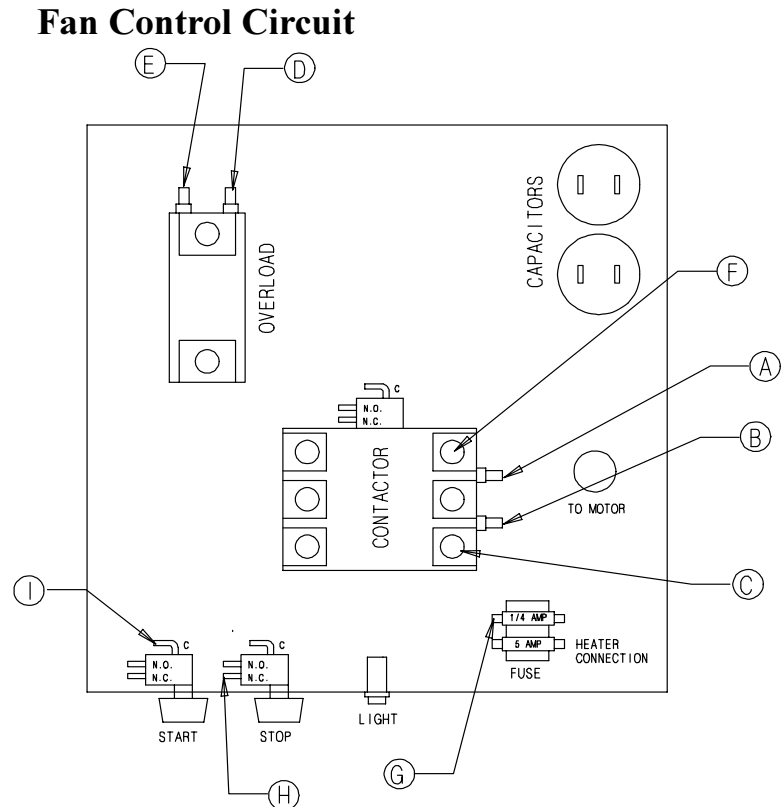 Fan Control Circuit
E
D
OVERLOAD
CAPACITORS
F
A
C
N.O.
N.C.
B
CONTACTOR
TO MOTOR
C
I
C
N.O.
N.C.
C
N.O.
N.C.
1/4 AMP
5 AMP
HEATER
CONNECTION
FUSE
LIGHT
START
STOP
G
H